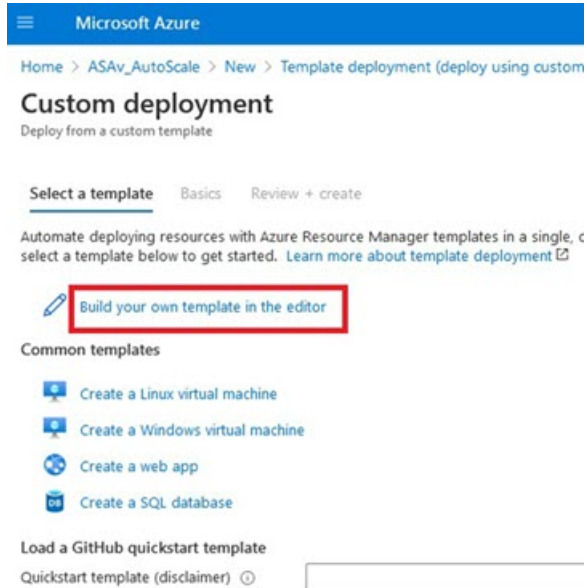 Microsoft Azure
Home > ASAv_AutoScale > New > Template deployment (deploy using custom
Custom deployment
Deploy from a custom template
Select a template Basics Review + create
Automate deploying resources with Azure Resource Manager templates in a single,
select a template below to get started. Learn more about template deployment
Build your own template in the editor
Common templates
Create a Linux virtual machine
Create a Windows virtual machine
Create a web app
Create a SQL database
Load a GitHub quickstart template
Quickstart template (disclaimer)